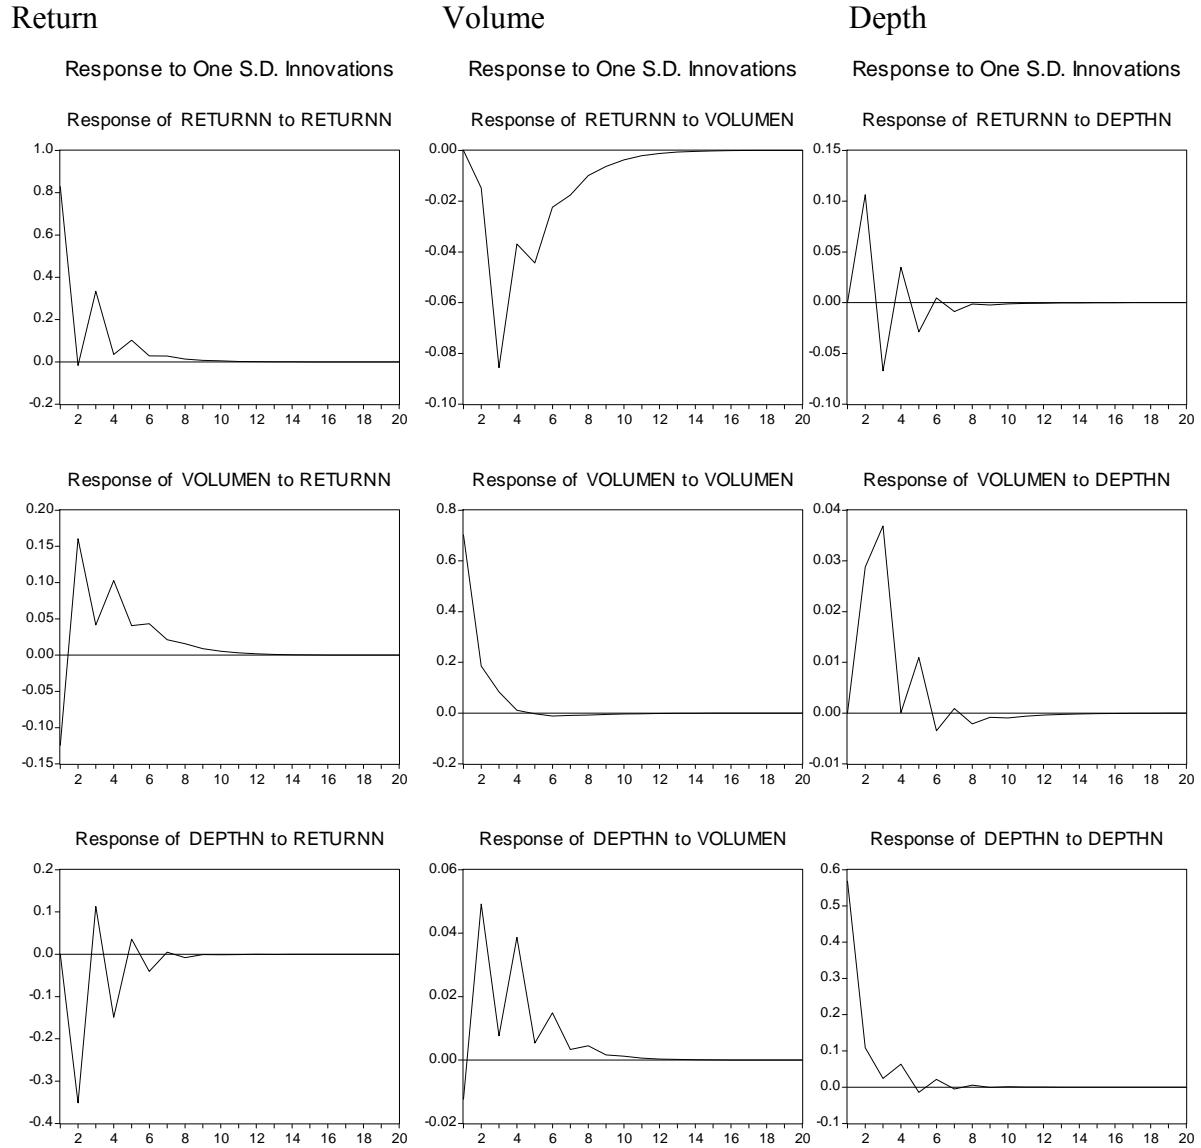 Return Volume Depth
Response to One S.D. Innovations Response to One S.D. Innovations Response to One S.D. Innovations
Response of RETURNN to RETURNN Response of RETURNN to VOLUMEN Response of RETURNN to DEPTHN
1.0 0.00 0.15
0.8 -0.02 0.10
0.6 -0.04 0.05
0.4 -0.06 0.00
0.2 -0.08 -0.05
0.0 -0.10 -0.10
-0.2
2 4 6 8 10 12 14 16 18 20 2 4 6 8 10 12 14 16 18 20 2 4 6 8 10 12 14 16 18 20
Response of VOLUMEN to RETURNN Response of VOLUMEN to VOLUMEN Response of VOLUMEN to DEPTHN
0.20 0.8 0.04
0.15 0.6 0.03
0.10 0.4 0.02
0.05 0.2 0.01
0.00 0.0 0.00
-0.05 -0.2 -0.01
-0.10
-0.15
2 4 6 8 10 12 14 16 18 20 2 4 6 8 10 12 14 16 18 20 2 4 6 8 10 12 14 16 18 20
Response of DEPTHN to RETURNN Response of DEPTHN to VOLUMEN Response of DEPTHN to DEPTHN
0.2 0.06 0.6
0.1 0.04 0.5
0.0 0.02 0.4
-0.1 0.00 0.3
-0.2 -0.02 0.2
-0.3 0.1
-0.4 0.0
-0.1
2 4 6 8 10 12 14 16 18 20 2 4 6 8 10 12 14 16 18 20 2 4 6 8 10 12 14 16 18 20